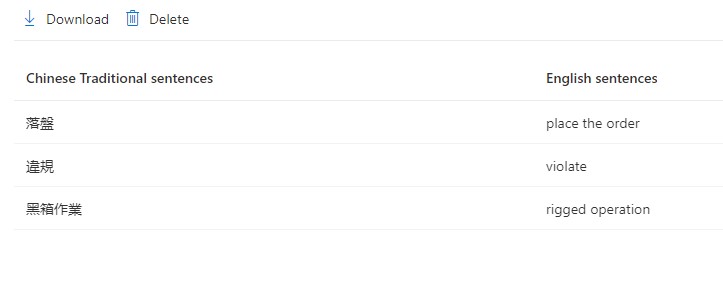 Download Delete
Chinese Traditional sentences English sentences
落盤 place the order
違規 violate
黑箱作業 rigged operation